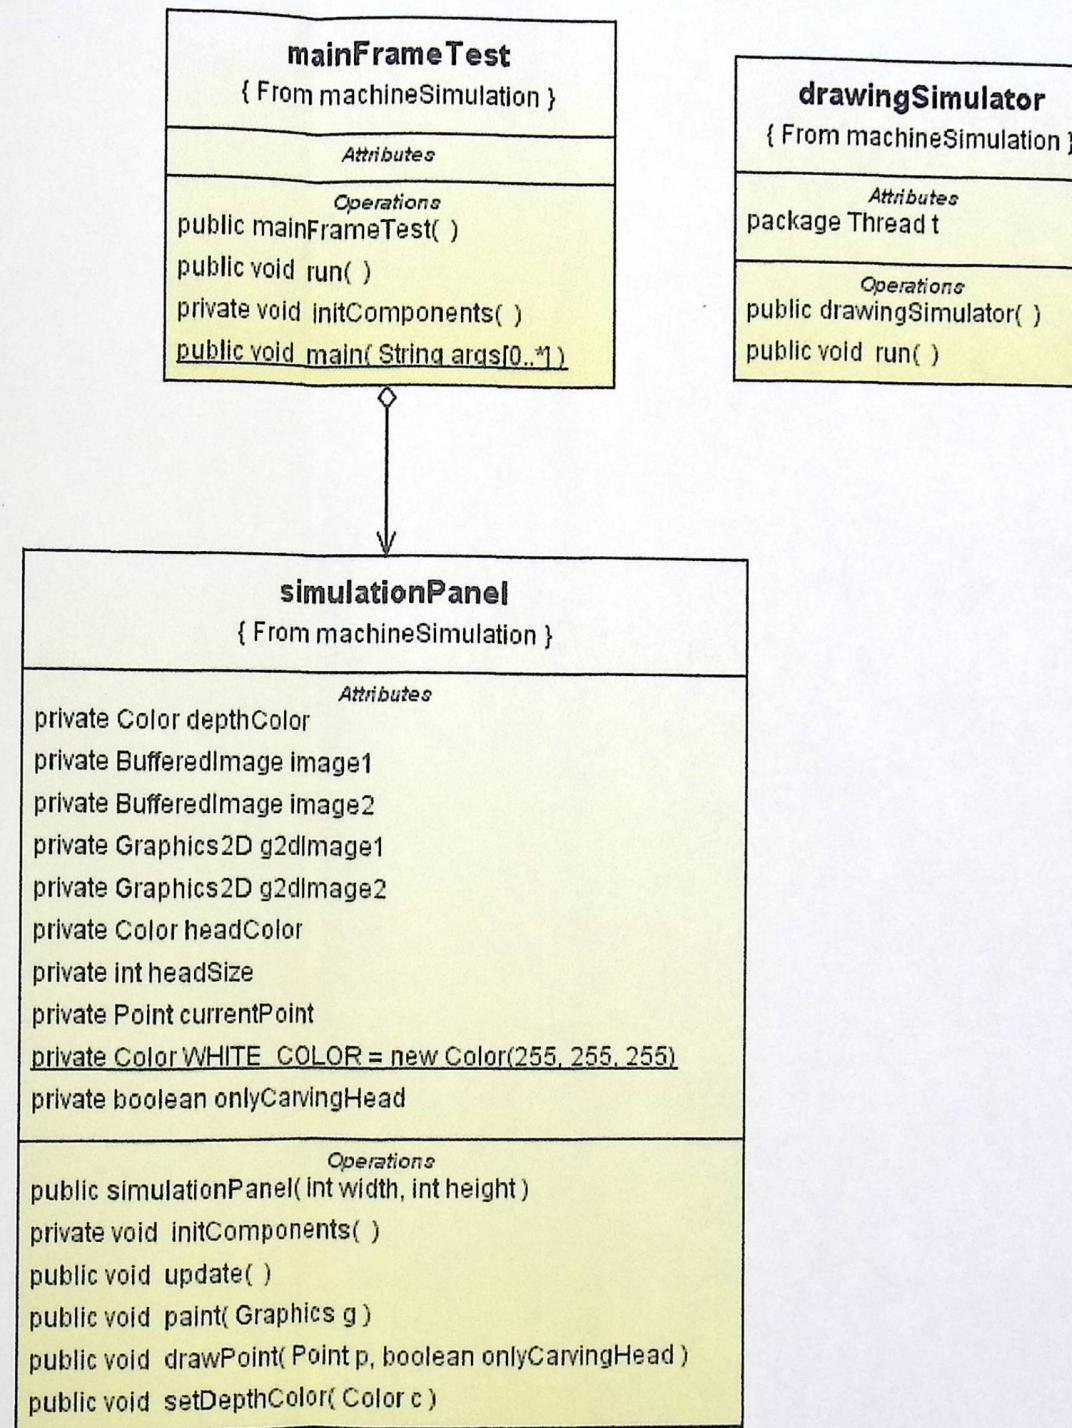 mainFrameTest
{ From machineSimulation }
Attributes
Operations
public mainFrameTest( )
public void run( )
private void initComponents( )
public void main( String args[0..*] )
drawingSimulator
{ From machineSimulation }
Attributes
package Thread t
Operations
public drawingSimulator( )
public void run( )
simulationPanel
{ From machineSimulation }
Attributes
private Color depthColor
private BufferedImage image1
private BufferedImage image2
private Graphics2D g2dImage1
private Graphics2D g2dImage2
private Color headColor
private int headSize
private Point currentPoint
private Color WHITE_COLOR = new Color(255, 255, 255)
private boolean onlyCarvingHead
Operations
public simulationPanel( int width, int height )
private void initComponents( )
public void update( )
public void paint( Graphics g )
public void drawPoint( Point p, boolean onlyCarvingHead )
public void setDepthColor( Color c )